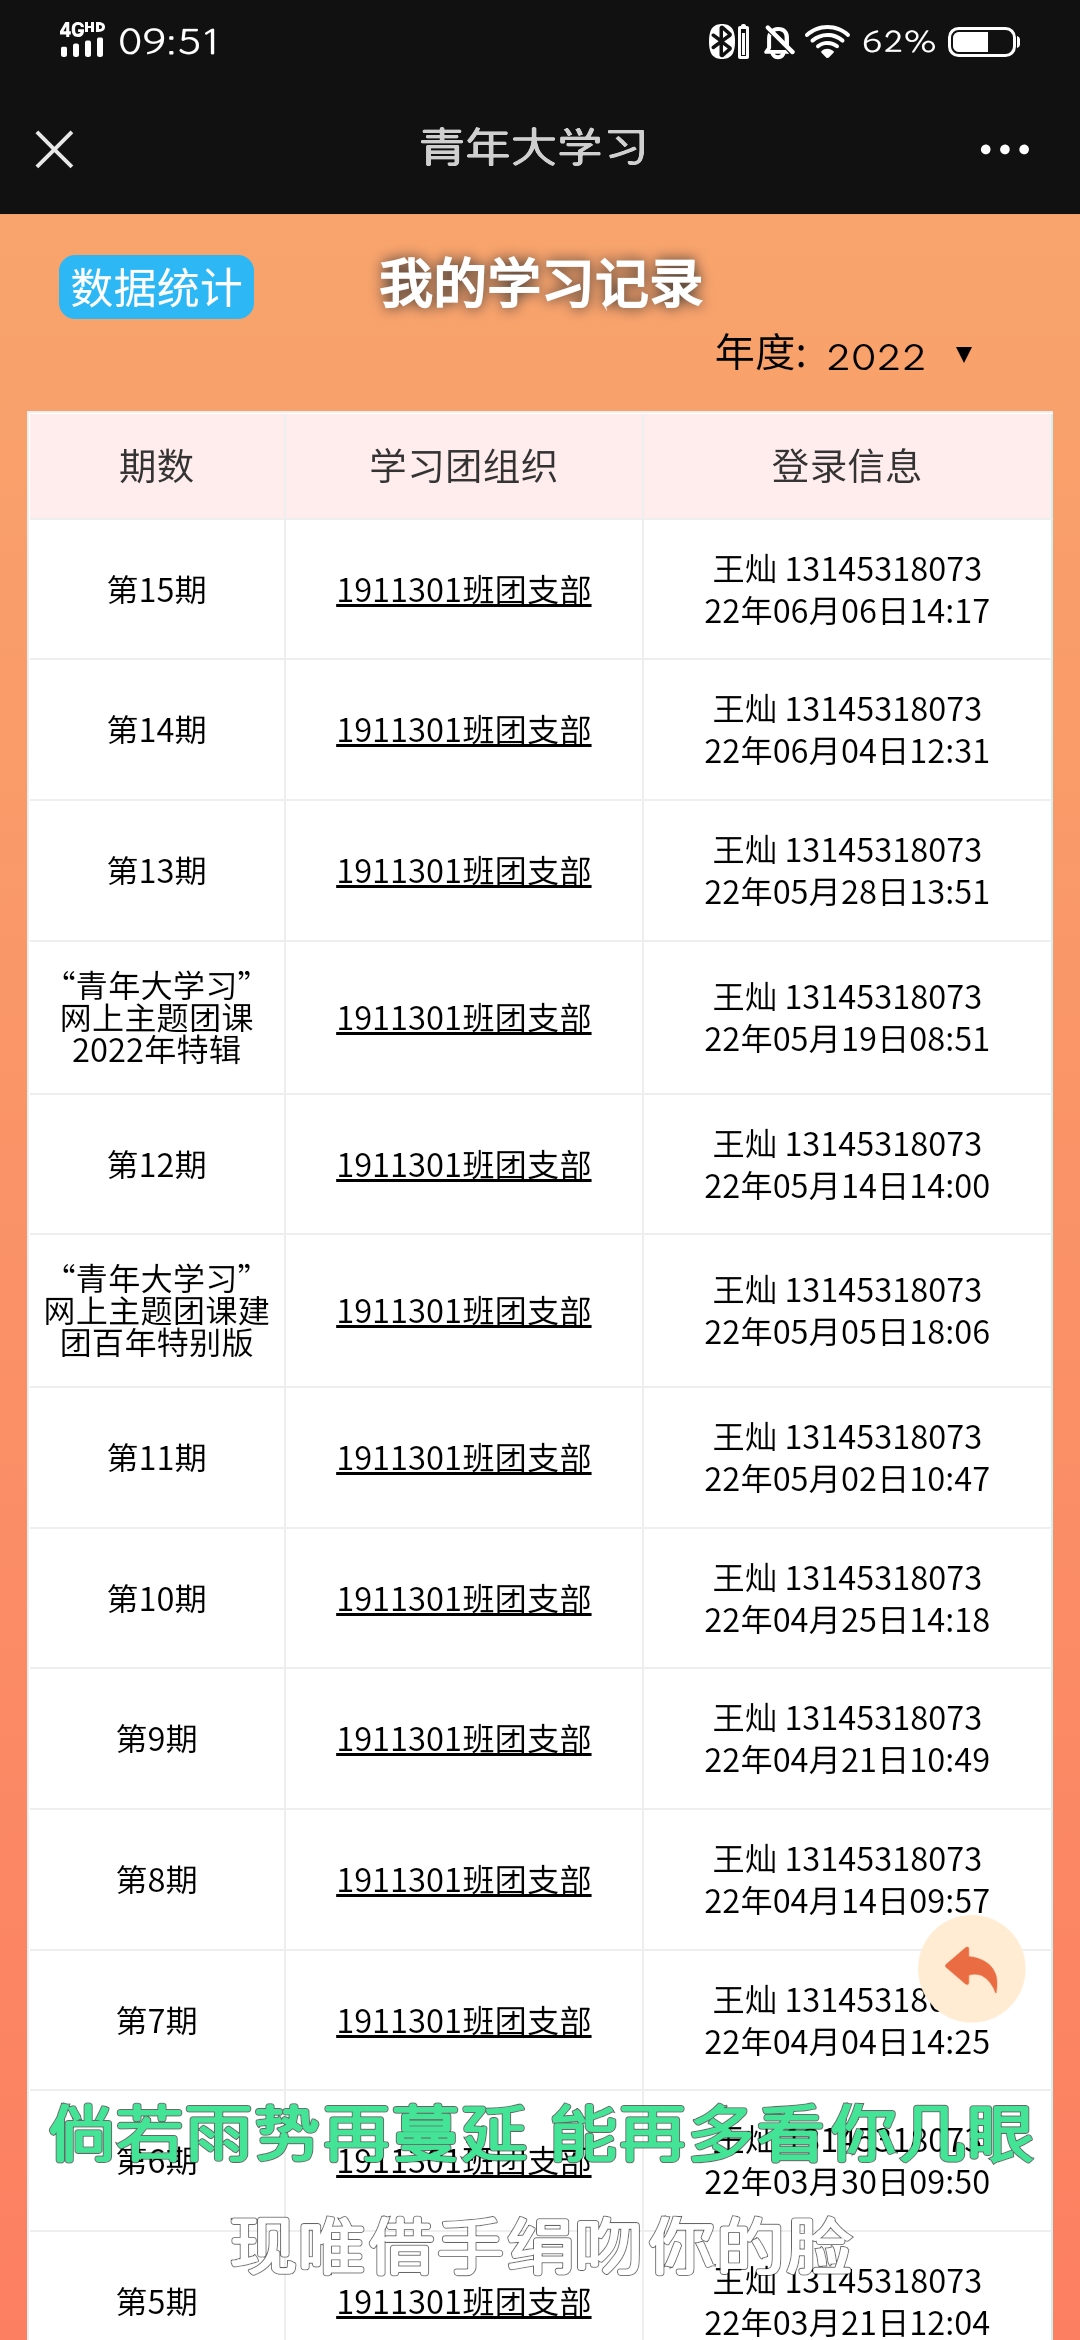 4GHD 09:51 62%
青年大学习
数据统计
我的学习记录
年度: 2022
期数 学习团组织 登录信息
第15期 1911301班团支部 王灿 13145318073
22年06月06日14:17
第14期 1911301班团支部 王灿 13145318073
22年06月04日12:31
第13期 1911301班团支部 王灿 13145318073
22年05月28日13:51
“青年大学习”
网上主题团课
2022年特辑
1911301班团支部
王灿 13145318073
22年05月19日08:51
第12期 1911301班团支部 王灿 13145318073
22年05月14日14:00
“青年大学习”
网上主题团课建
团百年特别版
1911301班团支部
王灿 13145318073
22年05月05日18:06
第11期 1911301班团支部 王灿 13145318073
22年05月02日10:47
第10期 1911301班团支部 王灿 13145318073
22年04月25日14:18
第9期 1911301班团支部 王灿 13145318073
22年04月21日10:49
第8期 1911301班团支部 王灿 13145318073
22年04月14日09:57
第7期 1911301班团支部 王灿 13145318
22年04月04日14:25
倘若雨势再蔓延 能再多看你几眼
第6期 1911301班团支部 王灿 13145318073
22年03月30日09:50
现唯借手绢吻你的脸
第5期 1911301班团支部 王灿 13145318073
22年03月21日12:04